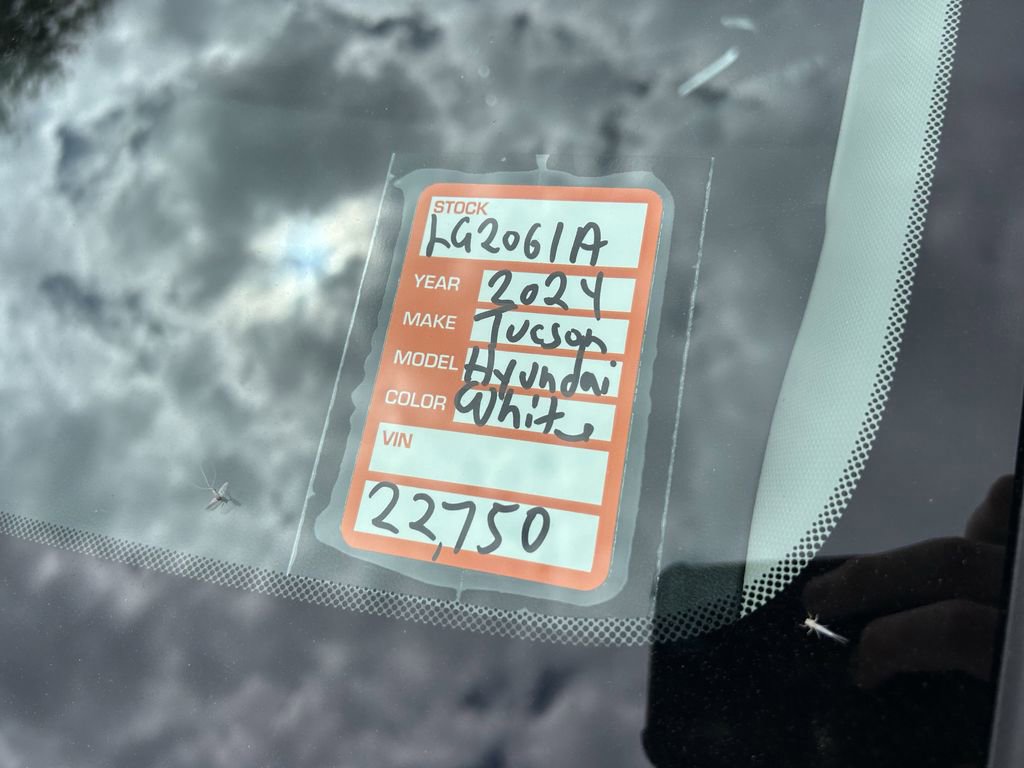 STOCK
LG2061A
YEAR 2024
MAKE Tucson
MODEL Hyundai
COLOR White
VIN
22,750